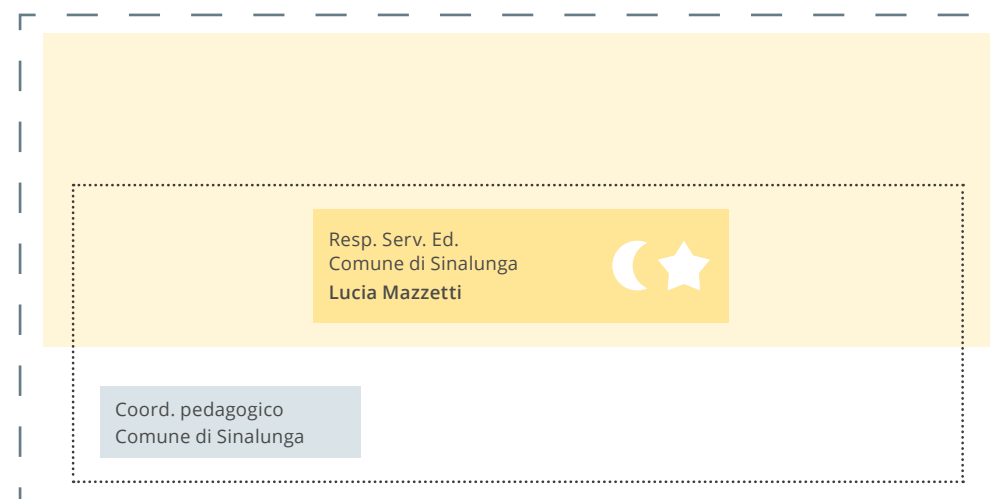 Resp. Serv. Ed.
Comune di Sinalunga
Lucia Mazzetti
Coord. pedagogico
Comune di Sinalunga